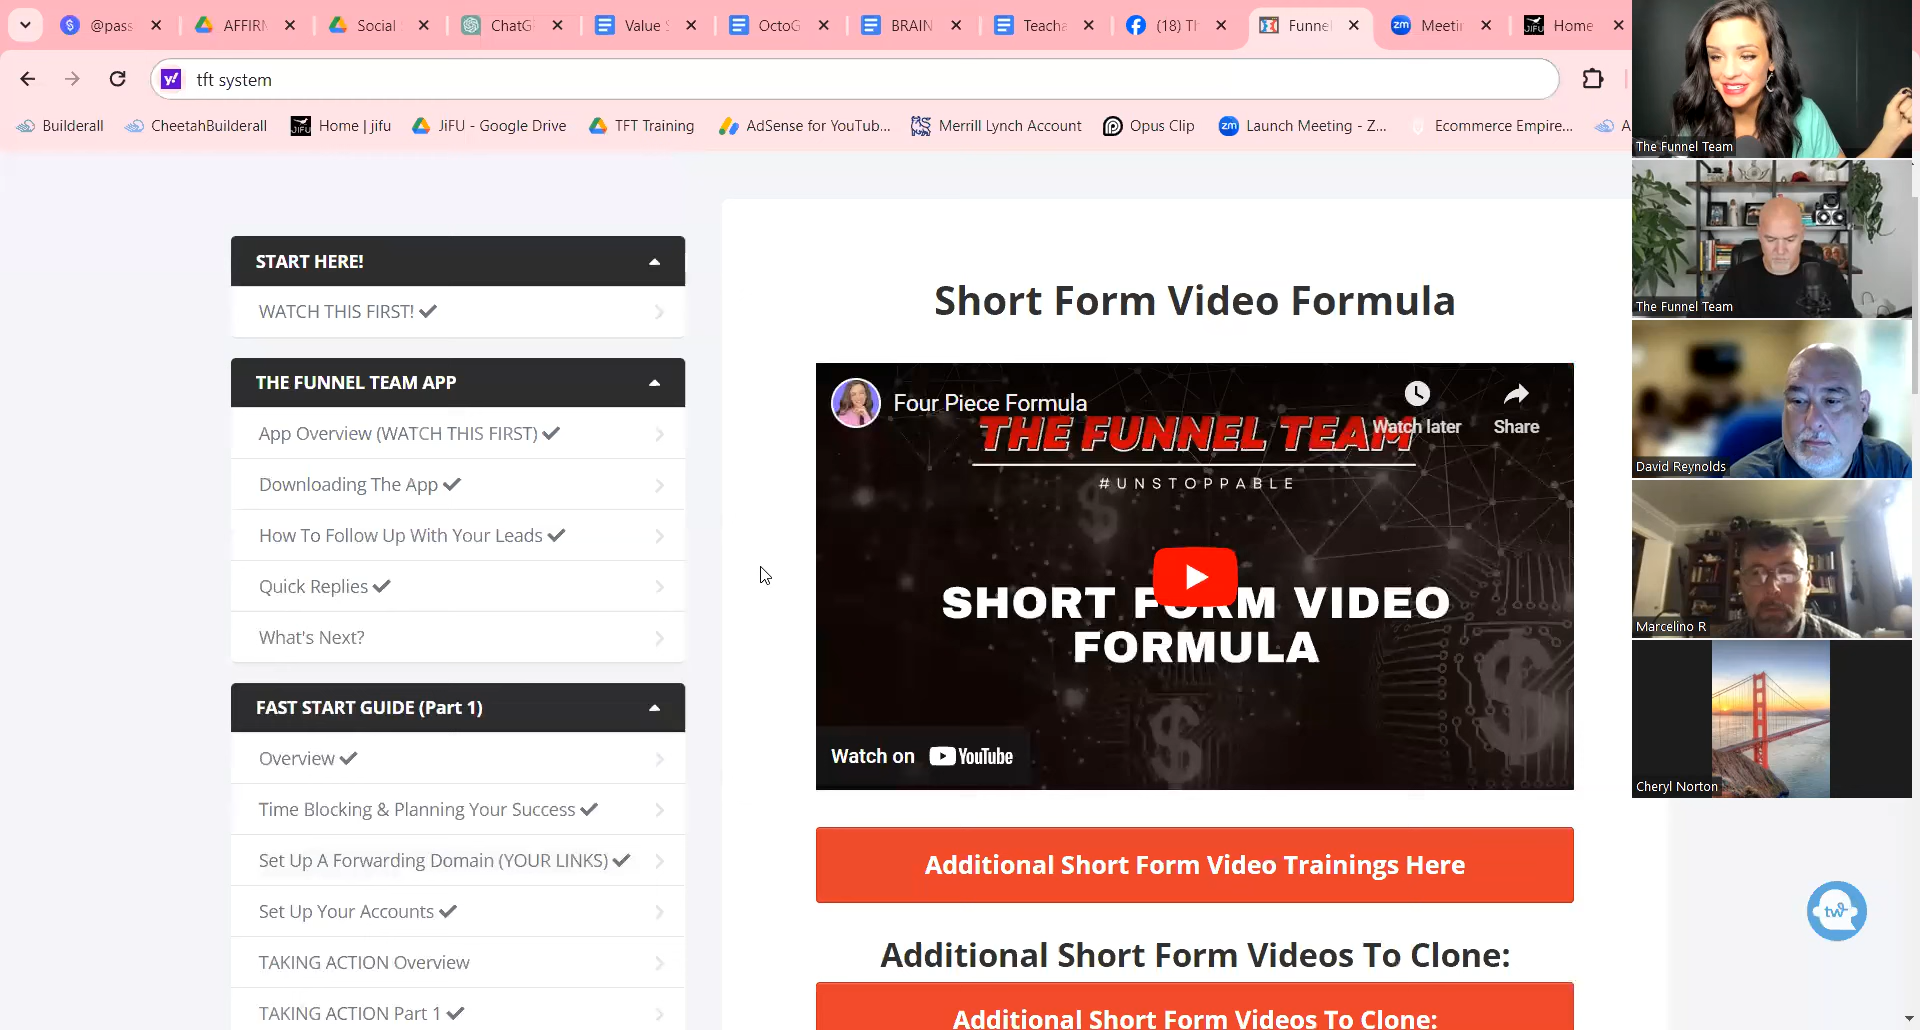 @pass
AFFIRM
Social
ChatG
Value S
OctoG
BRAIN
Teacha
(18) Th
Funnel
Meetin
Home
tft system
Builderall
CheetahBuilderall
Home | jifu
JiFU - Google Drive
TFT Training
AdSense for YouTub...
Merrill Lynch Account
Opus Clip
Launch Meeting - Z...
Ecommerce Empire...
A
START HERE!
WATCH THIS FIRST!
THE FUNNEL TEAM APP
App Overview (WATCH THIS FIRST)
Downloading The App
How To Follow Up With Your Leads
Quick Replies
What's Next?
FAST START GUIDE (Part 1)
Overview
Time Blocking & Planning Your Success
Set Up A Forwarding Domain (YOUR LINKS)
Set Up Your Accounts
TAKING ACTION Overview
TAKING ACTION Part 1
Short Form Video Formula
Four Piece Formula
Watch later
Share
THE FUNNEL TEAM
#UNSTOPPABLE
SHORT FORM VIDEO
FORMULA
Watch on YouTube
Additional Short Form Video Trainings Here
Additional Short Form Videos To Clone:
Additional Short Form Videos To Clone:
The Funnel Team
The Funnel Team
David Reynolds
Marcelino R
Cheryl Norton
tw